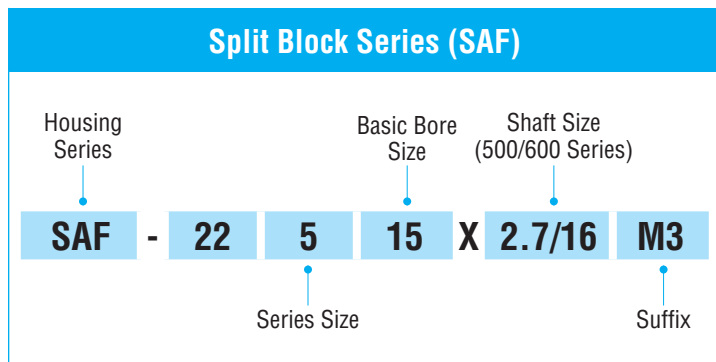 Split Block Series (SAF)
Housing
Series
Basic Bore
Size
Shaft Size
(500/600 Series)
SAF - 22 5 15 X 2.7/16 M3
Series Size
Suffix